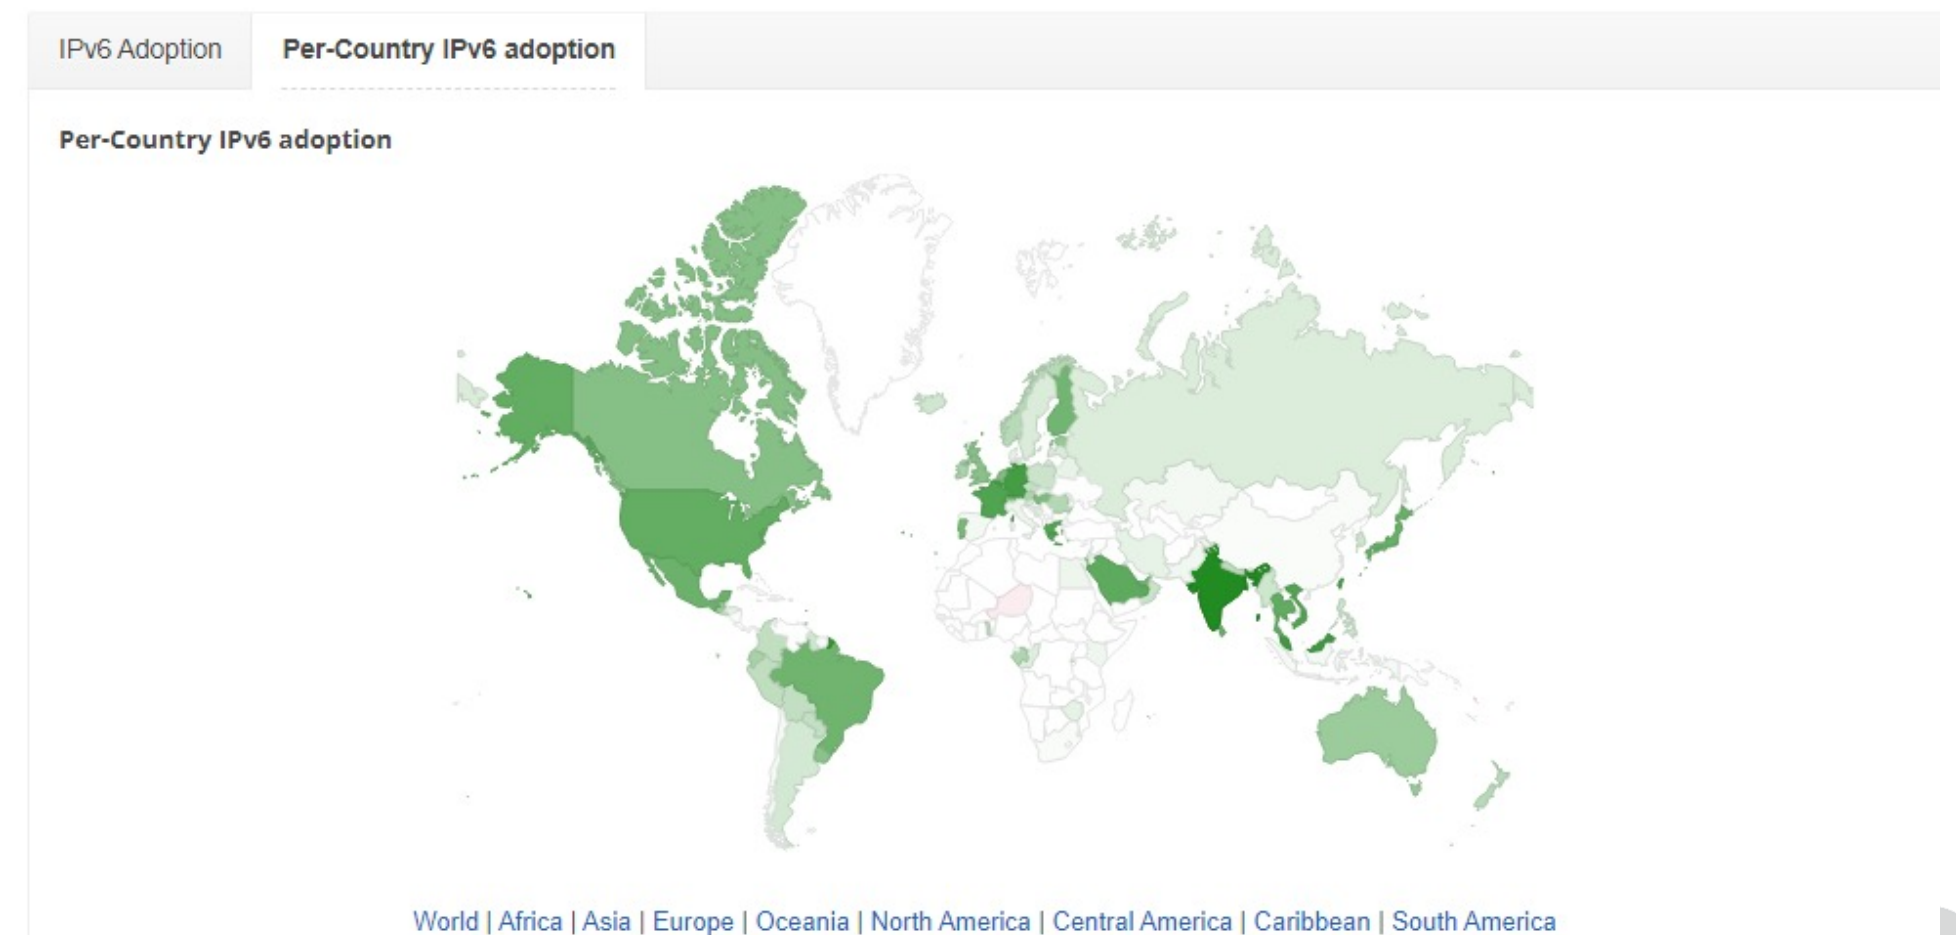 IPv6 Adoption
Per-Country IPv6 adoption
Per-Country IPv6 adoption
World | Africa | Asia | Europe | Oceania | North America | Central America | Caribbean | South America